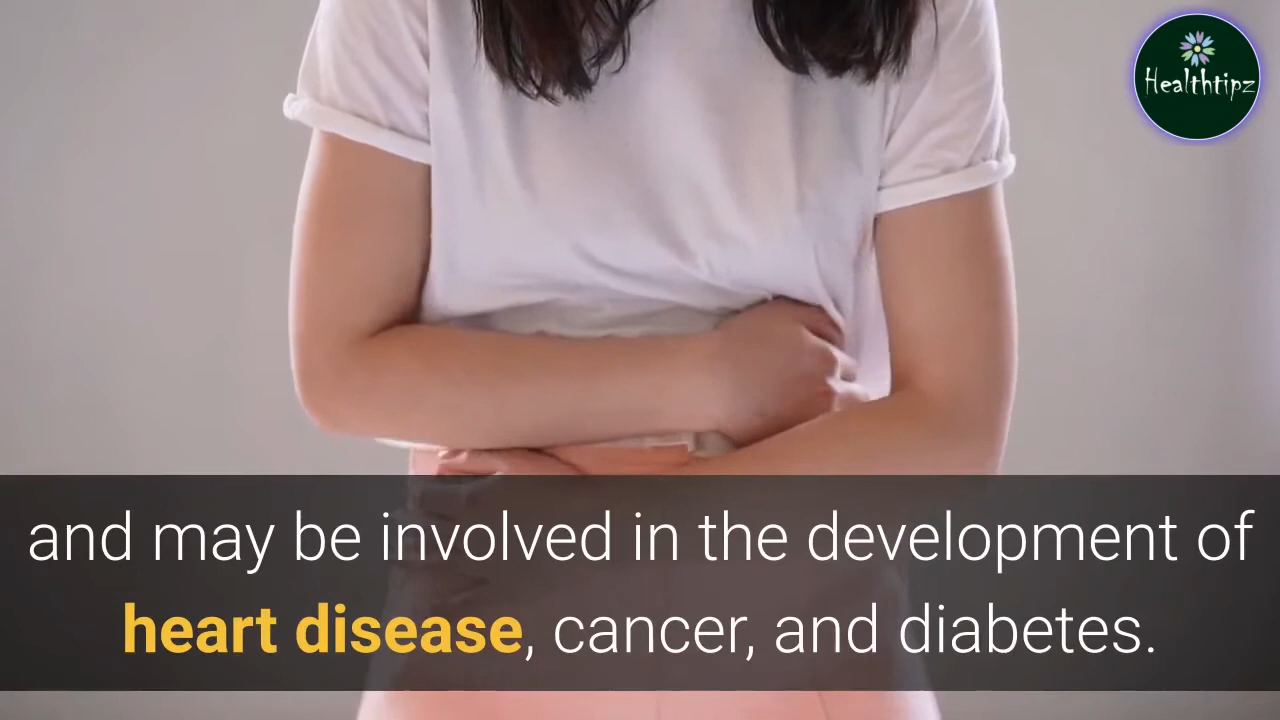 Healthtipz
and may be involved in the development of
heart disease, cancer, and diabetes.